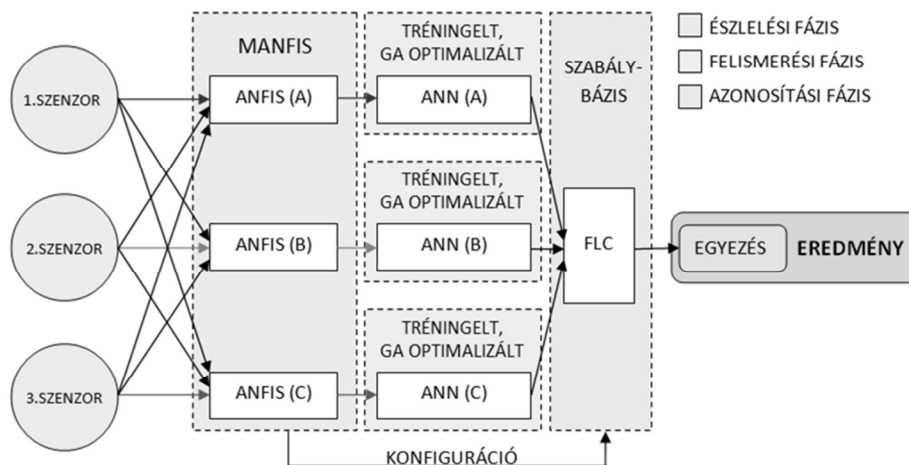 MANFIS
TRÉNINGELT,
GA OPTIMALIZÁLT
SZABÁLY-
BÁZIS
ÉSZLELÉSI FÁZIS
FELISMERÉSI FÁZIS
AZONOSÍTÁSI FÁZIS
1.SZENZOR
ANFIS (A)
ANN (A)
TRÉNINGELT,
GA OPTIMALIZÁLT
2.SZENZOR
ANFIS (B)
ANN (B)
FLC
EGYEZÉS
EREDMÉNY
TRÉNINGELT,
GA OPTIMALIZÁLT
3.SZENZOR
ANFIS (C)
ANN (C)
KONFIGURÁCIÓ